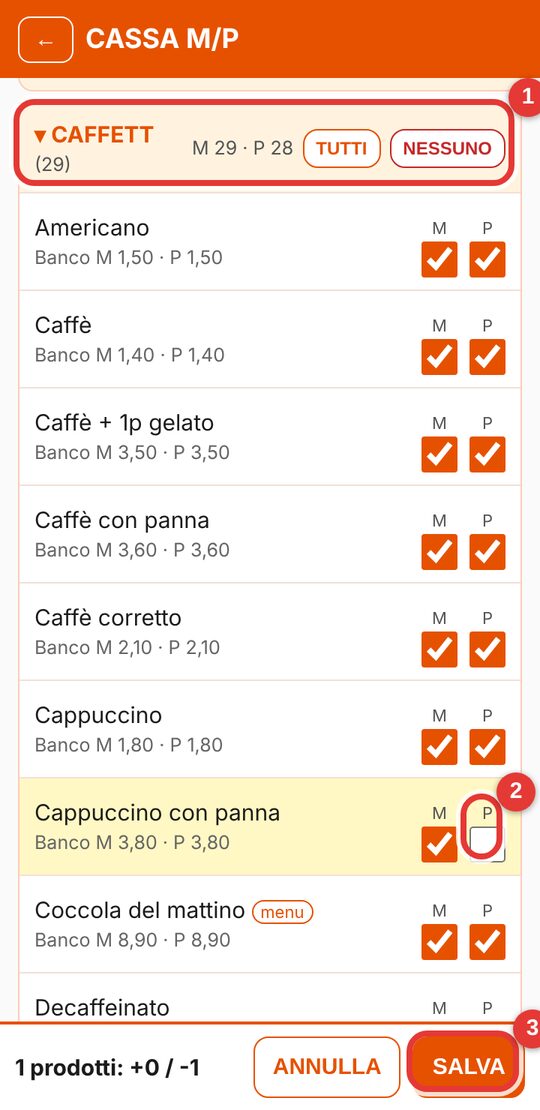 ← CASSA M/P
1
▾ CAFFETT M 29 · P 28 TUTTI NESSUNO
(29)
Americano M P
Banco M 1,50 · P 1,50
Caffè M P
Banco M 1,40 · P 1,40
Caffè + 1p gelato M P
Banco M 3,50 · P 3,50
Caffè con panna M P
Banco M 3,60 · P 3,60
Caffè corretto M P
Banco M 2,10 · P 2,10
Cappuccino M P
Banco M 1,80 · P 1,80
2
Cappuccino con panna M P
Banco M 3,80 · P 3,80
Coccola del mattino menu M P
Banco M 8,90 · P 8,90
Decaffeinato M P
3
1 prodotti: +0 / -1 ANNULLA SALVA